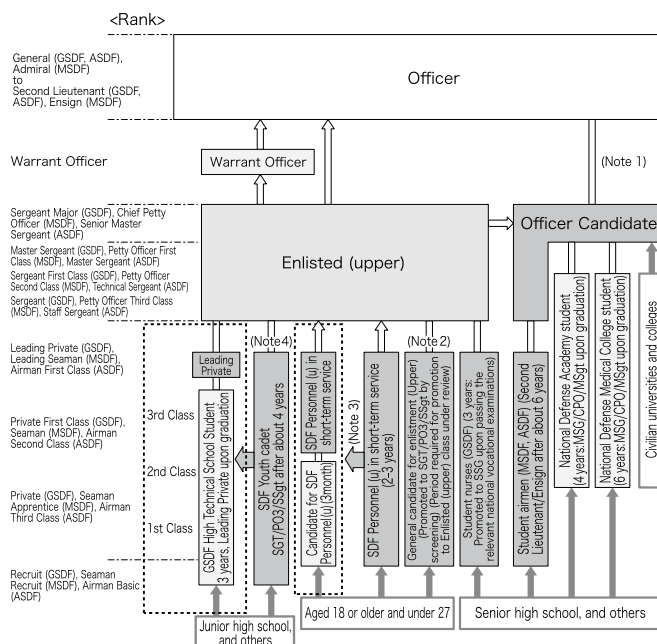 <Rank>
General (GSDF, ASDF),
Admiral (MSDF)
to
Second Lieutenant (GSDF,
ASDF), Ensign (MSDF)
Officer
Warrant Officer
Warrant Officer
(Note 1)
Sergeant Major (GSDF), Chief Petty
Officer (MSDF), Senior Master
Sergeant (ASDF)
Master Sergeant (GSDF), Petty Officer First
Class (MSDF), Master Sergeant (ASDF)
Sergeant First Class (GSDF), Petty Officer
Second Class (MSDF), Technical Sergeant (ASDF)
Sergeant (GSDF), Petty Officer Third Class
(MSDF), Staff Sergeant (ASDF)
Enlisted (upper)
Officer Candidate
Leading Private (GSDF),
Leading Seaman (MSDF),
Airman First Class (ASDF)
Private First Class (GSDF),
Seaman (MSDF), Airman
Second Class (ASDF)
Private (GSDF), Seaman
Apprentice (MSDF), Airman
Third Class (ASDF)
Recruit (GSDF), Seaman
Recruit (MSDF), Airman Basic
(ASDF)
Leading
Private
3rd Class
2nd Class
1st Class
GSDF High Technical School Student
3 years, Leading Private upon graduation
(Note4)
SDF Youth cadet
SGT/PO3/SSgt after about 4 years
SDF Personnel (u) in
short-term service
Candidate for SDF
Personnel(u)(3month)
(Note 3)
SDF Personnel (u) in short-term service
(2–3 years)
(Note 2)
General candidate for enlistment (Upper)
(Promoted to SGT/PO3/SSgt by
screening) (Period required for promotion
to Enlisted (upper) class under review)
Student nurses (GSDF) (3 years:
Promoted to SSG upon passing the
relevant national vocational examinations)
Student airmen (MSDF, ASDF) (Second
Lieutenant/Ensign after about 6 years)
National Defense Academy student
(4 years: MSG/CPO/MSgt upon graduation)
National Defense Medical College student
(6 years: MSG/CPO/MSgt upon graduation)
Civilian universities and colleges
Junior high school,
and others
Aged 18 or older and under 27
Senior high school, and others